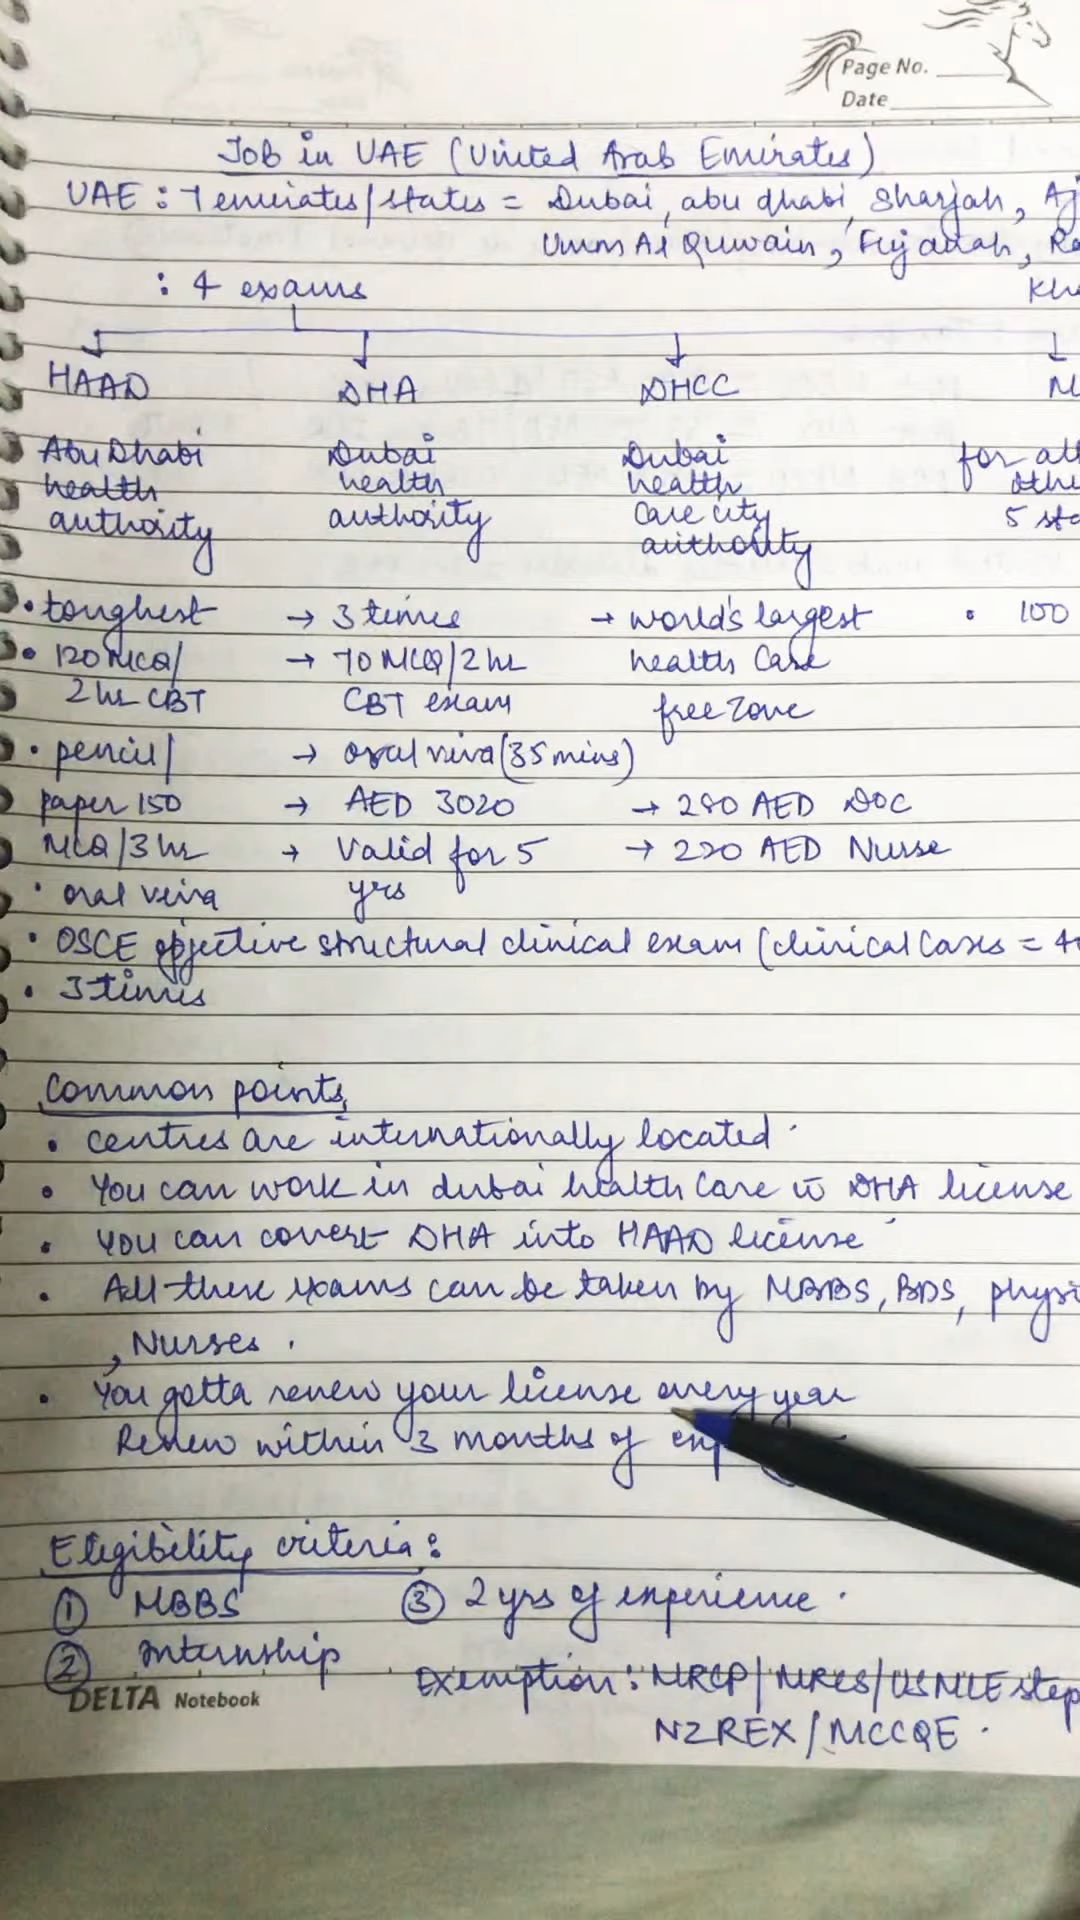 Page No.
Date
Job in UAE (United Arab Emirates)
UAE : 7 emirates/states = Dubai, abu dhabi, Sharjah, Aj
Umm Al Quwain, Fujairah, Ra
: 4 exams
Kh
HAAD DHA DHCC M
Abu Dhabi Dubai Dubai for all
health health health othe
authority authority Care city 5 sta
authority
• toughest → 3 times → world's largest • 100
• 120 MCQ/ → 70 MCQ/2 hr health Care
2 hr CBT CBT exam free Zone
• pencil/ → oral viva (35 mins)
paper 150 → AED 3020 → 280 AED Doc
MCQ/3 hr → Valid for 5 → 220 AED Nurse
• oral veiva yrs
• OSCE objective structural clinical exam (clinical Cases = 4
• 3 times
Common points
• centres are internationally located.
• You can work in dubai health Care w DHA license
• You can covert DHA into HAAD license
• All these exams can be taken by MBBS, BDS, physi
, Nurses .
• You gotta renew your license every year
Renew within 3 months of exp
Eligibility criteria :
① MBBS ③ 2 yrs of experience .
② Internship
Exemption : MRCP/ MRCS/ USMLE step
DELTA Notebook
NZREX / MCCQE .